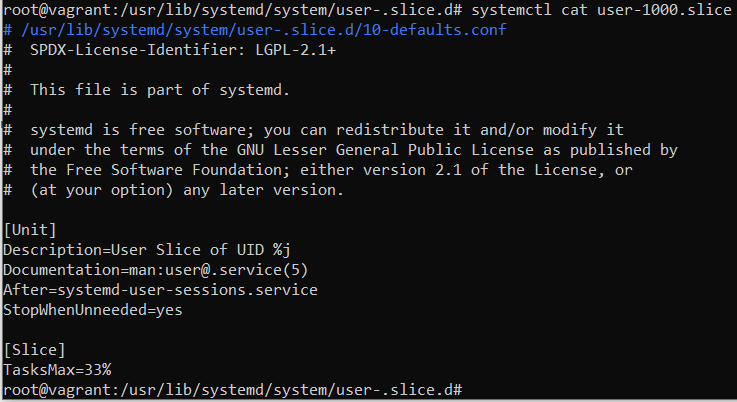 root@vagrant:/usr/lib/systemd/system/user-.slice.d# systemctl cat user-1000.slice
# /usr/lib/systemd/system/user-.slice.d/10-defaults.conf
#  SPDX-License-Identifier: LGPL-2.1+
#
#  This file is part of systemd.
#
#  systemd is free software; you can redistribute it and/or modify it
#  under the terms of the GNU Lesser General Public License as published by
#  the Free Software Foundation; either version 2.1 of the License, or
#  (at your option) any later version.

[Unit]
Description=User Slice of UID %j
Documentation=man:user@.service(5)
After=systemd-user-sessions.service
StopWhenUnneeded=yes

[Slice]
TasksMax=33%
root@vagrant:/usr/lib/systemd/system/user-.slice.d#